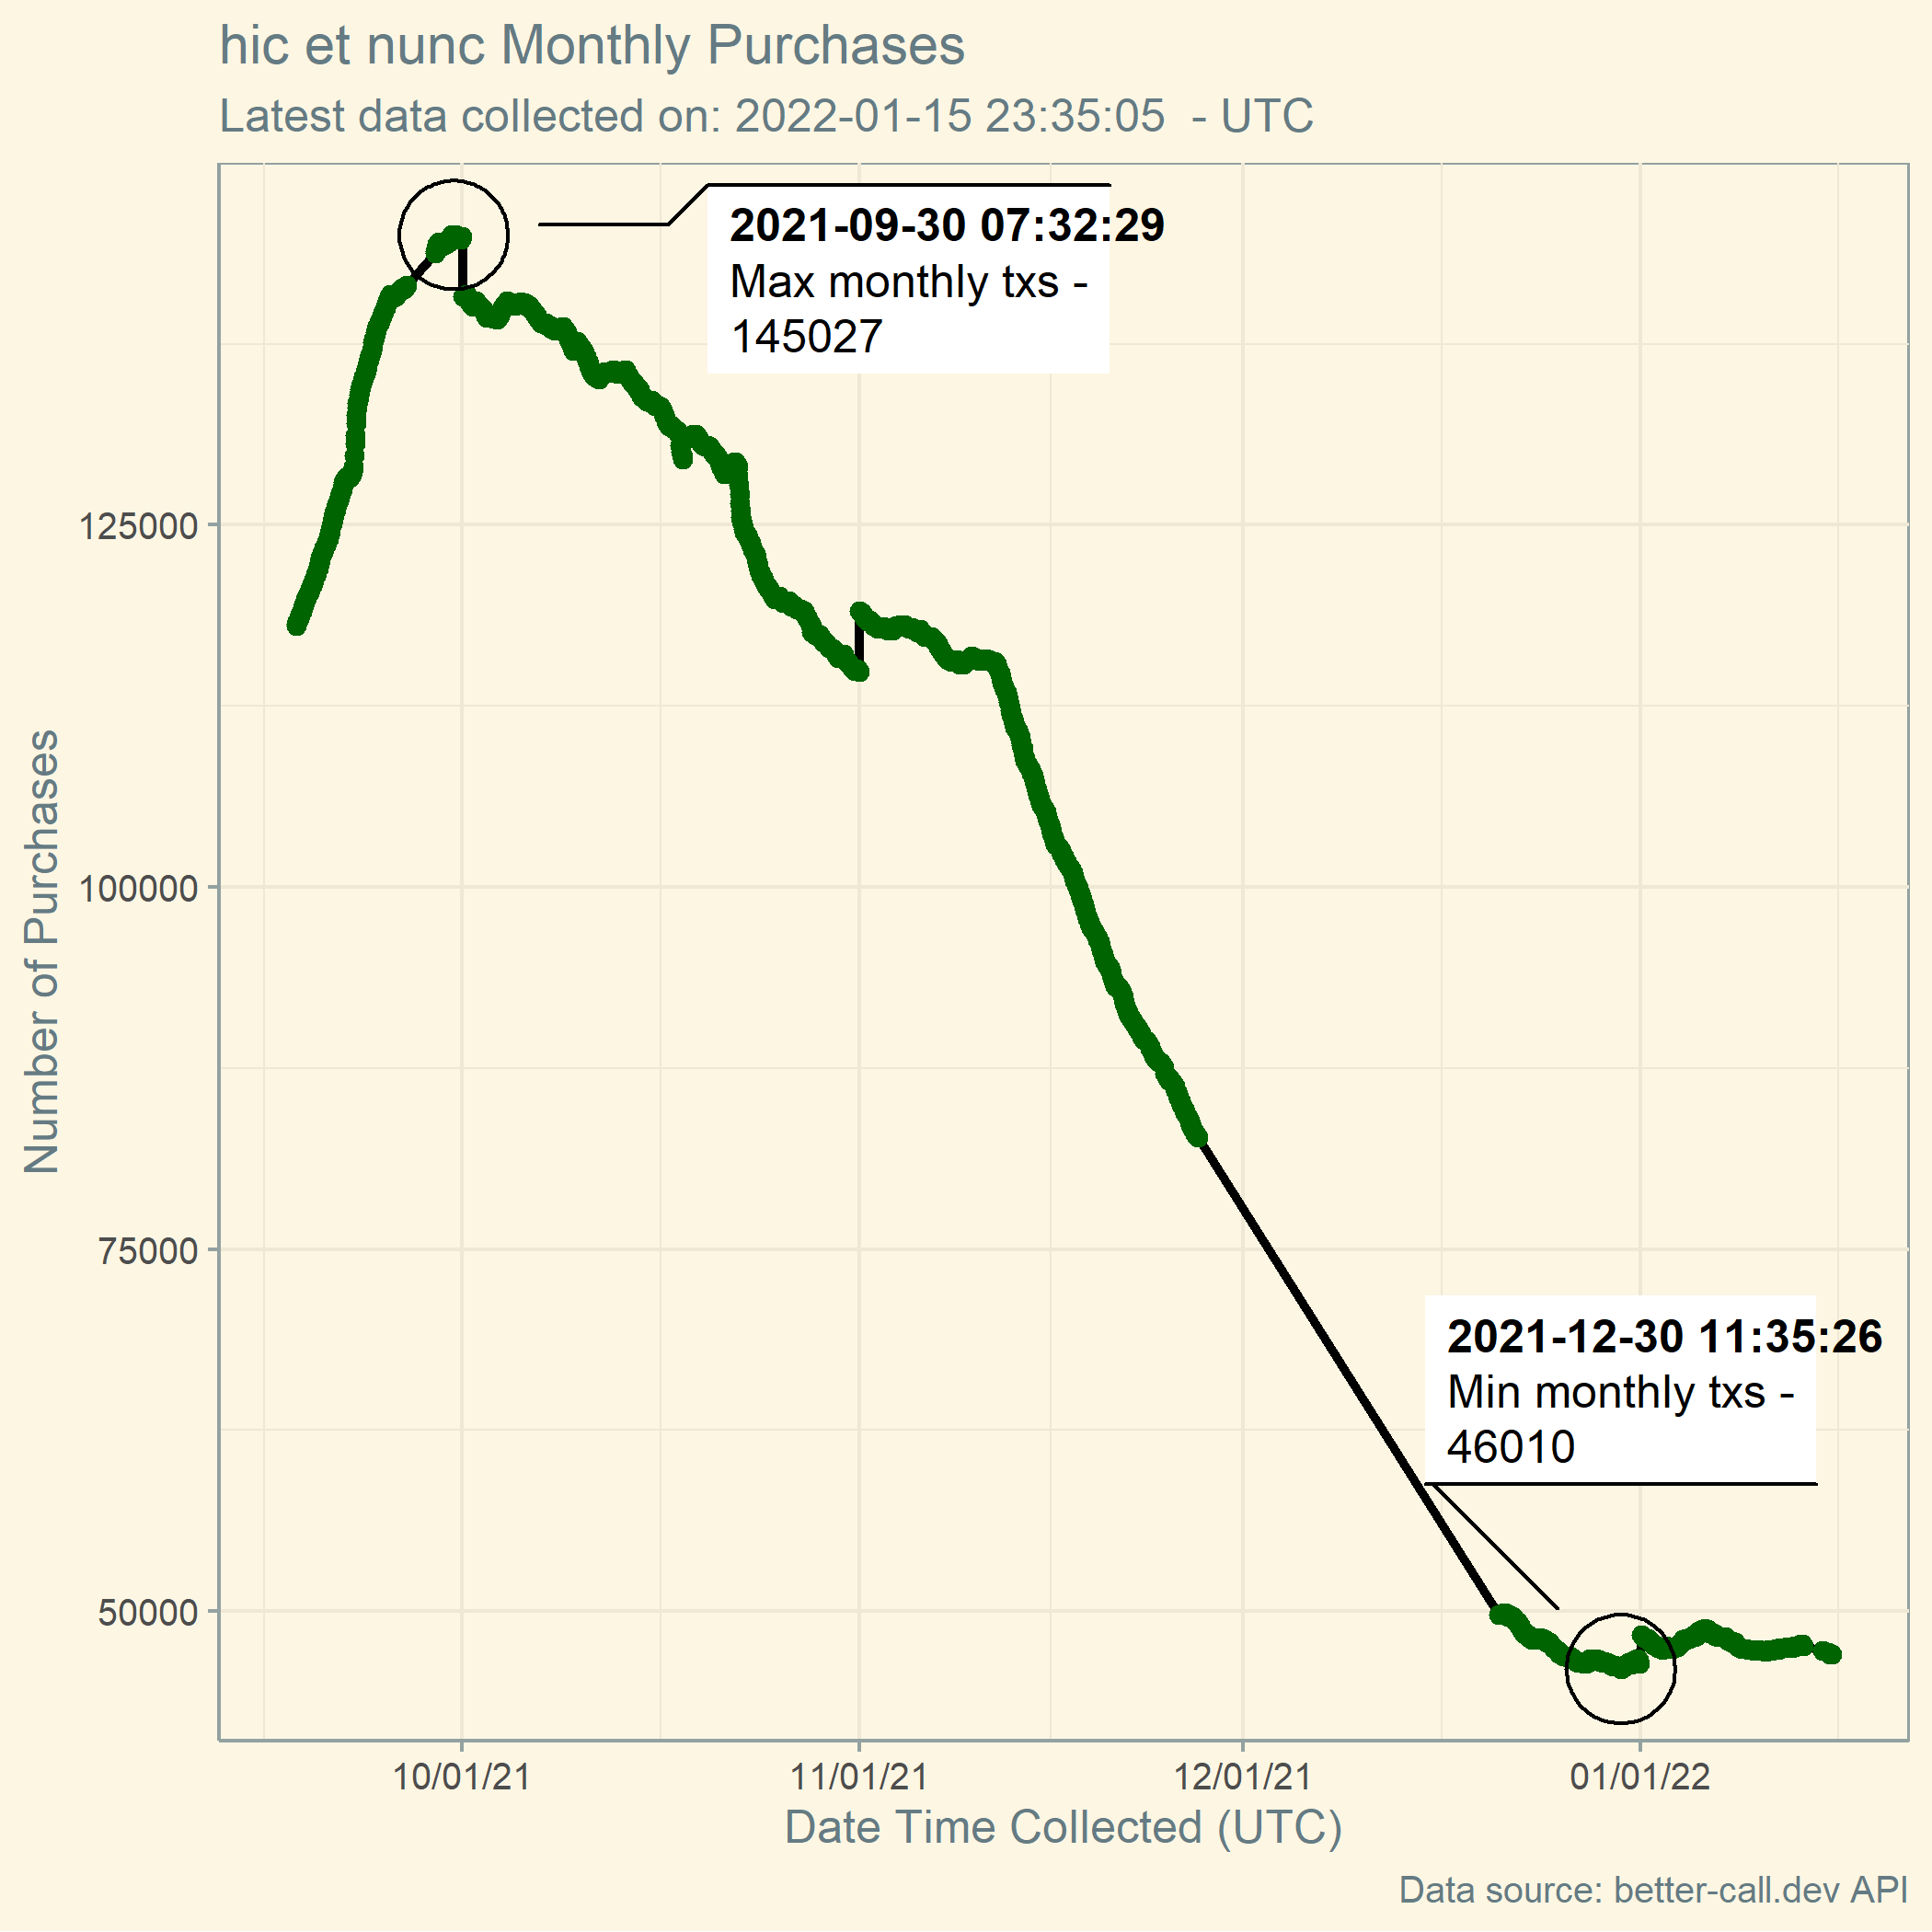 hic et nunc Monthly Purchases
Latest data collected on: 2022-01-15 23:35:05  - UTC
2021-09-30 07:32:29
Max monthly txs -
145027
125000
100000
75000
50000
Number of Purchases
2021-12-30 11:35:26
Min monthly txs -
46010
10/01/21
11/01/21
12/01/21
01/01/22
Date Time Collected (UTC)
Data source: better-call.dev API